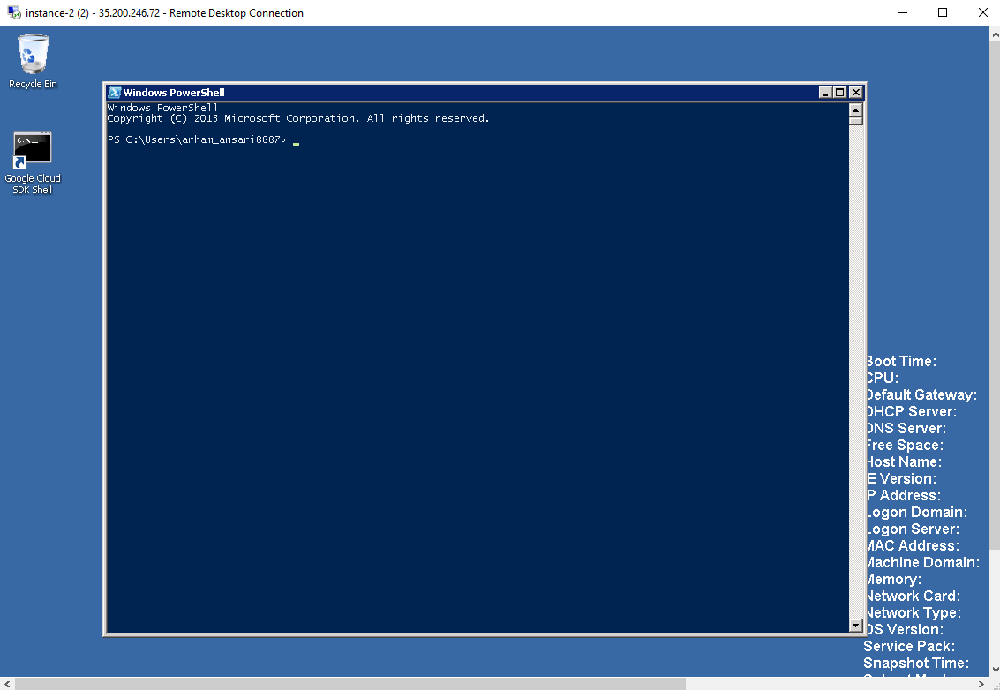 instance-2 (2) - 35.200.246.72 - Remote Desktop Connection
Recycle Bin
Google Cloud
SDK Shell
Windows PowerShell
Windows PowerShell
Copyright (C) 2013 Microsoft Corporation. All rights reserved.
PS C:\Users\arham_ansari8887> _
Boot Time:
CPU:
Default Gateway:
DHCP Server:
DNS Server:
Free Space:
Host Name:
IE Version:
IP Address:
Logon Domain:
Logon Server:
MAC Address:
Machine Domain:
Memory:
Network Card:
Network Type:
OS Version:
Service Pack:
Snapshot Time: